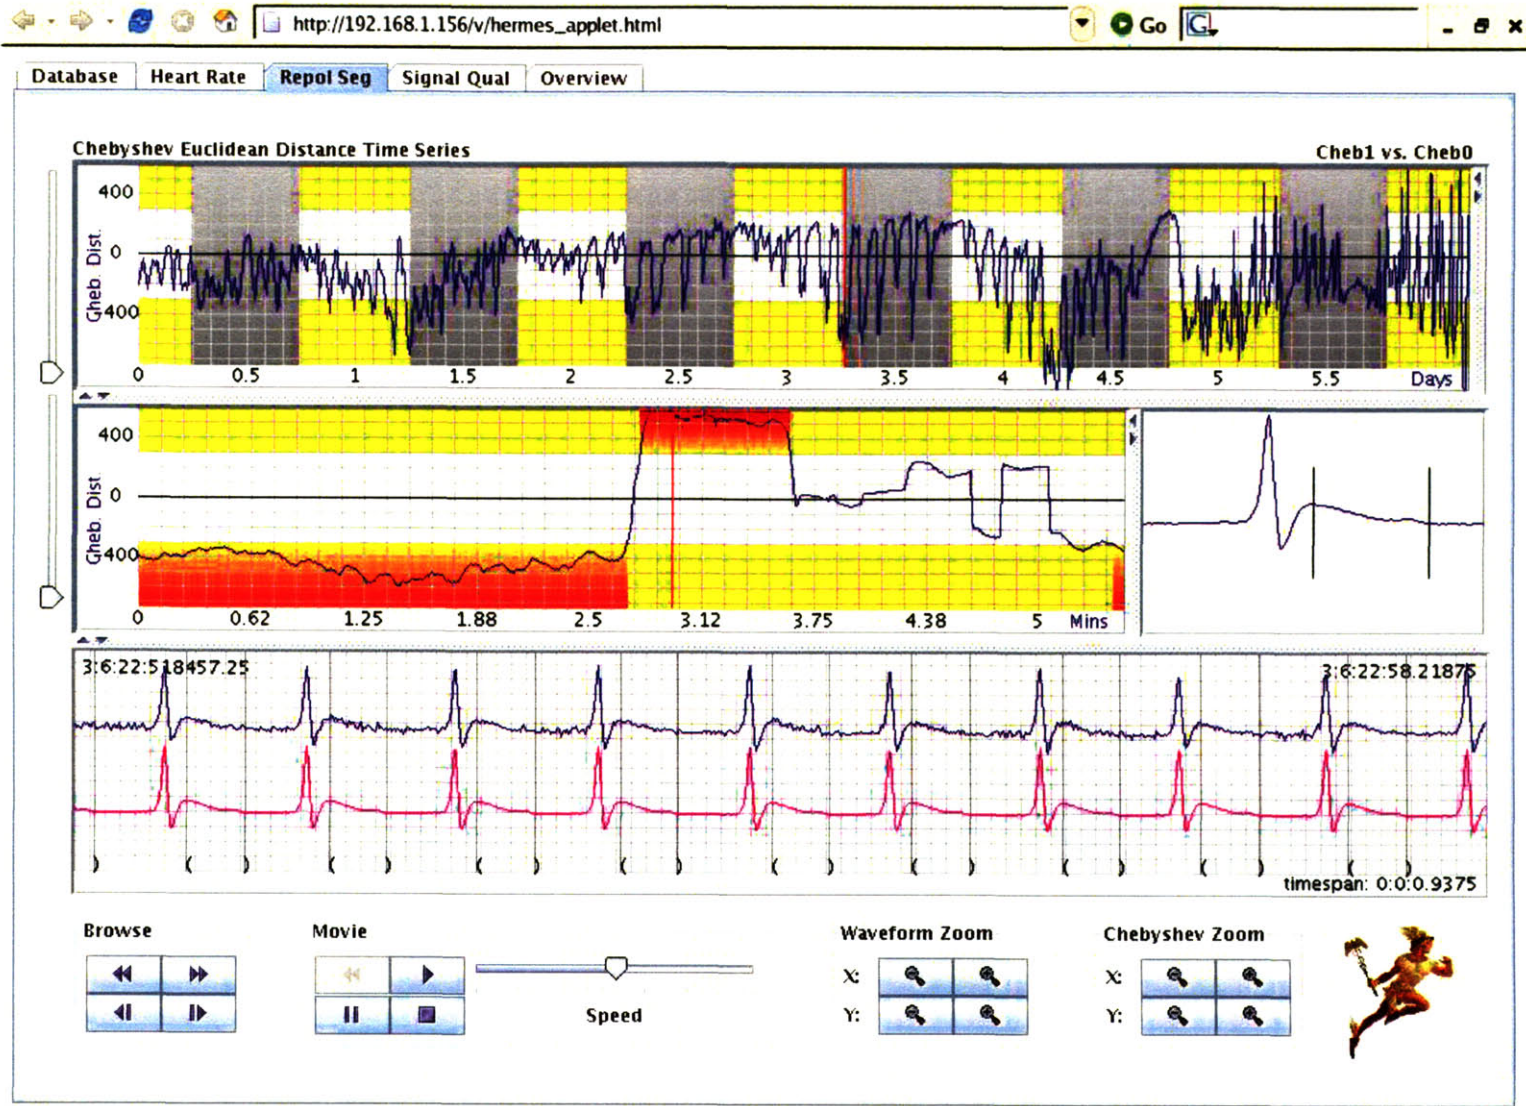 http://192.168.1.156/v/hermes_applet.html
Go
G
Database Heart Rate Repol Seg Signal Qual Overview
Chebyshev Euclidean Distance Time Series
Cheb1 vs. Cheb0
400
0
400
Gheb. Dist.
0 0.5 1 1.5 2 2.5 3 3.5 4 4.5 5 5.5 Days
400
0
400
Gheb. Dist
0 0.62 1.25 1.88 2.5 3.12 3.75 4.38 5 Mins
3:6:22:518457.25
3:6:22:58.21875
timespan: 0:0:0.9375
Browse
Movie
Speed
Waveform Zoom
X:
Y:
Chebyshev Zoom
X:
Y: